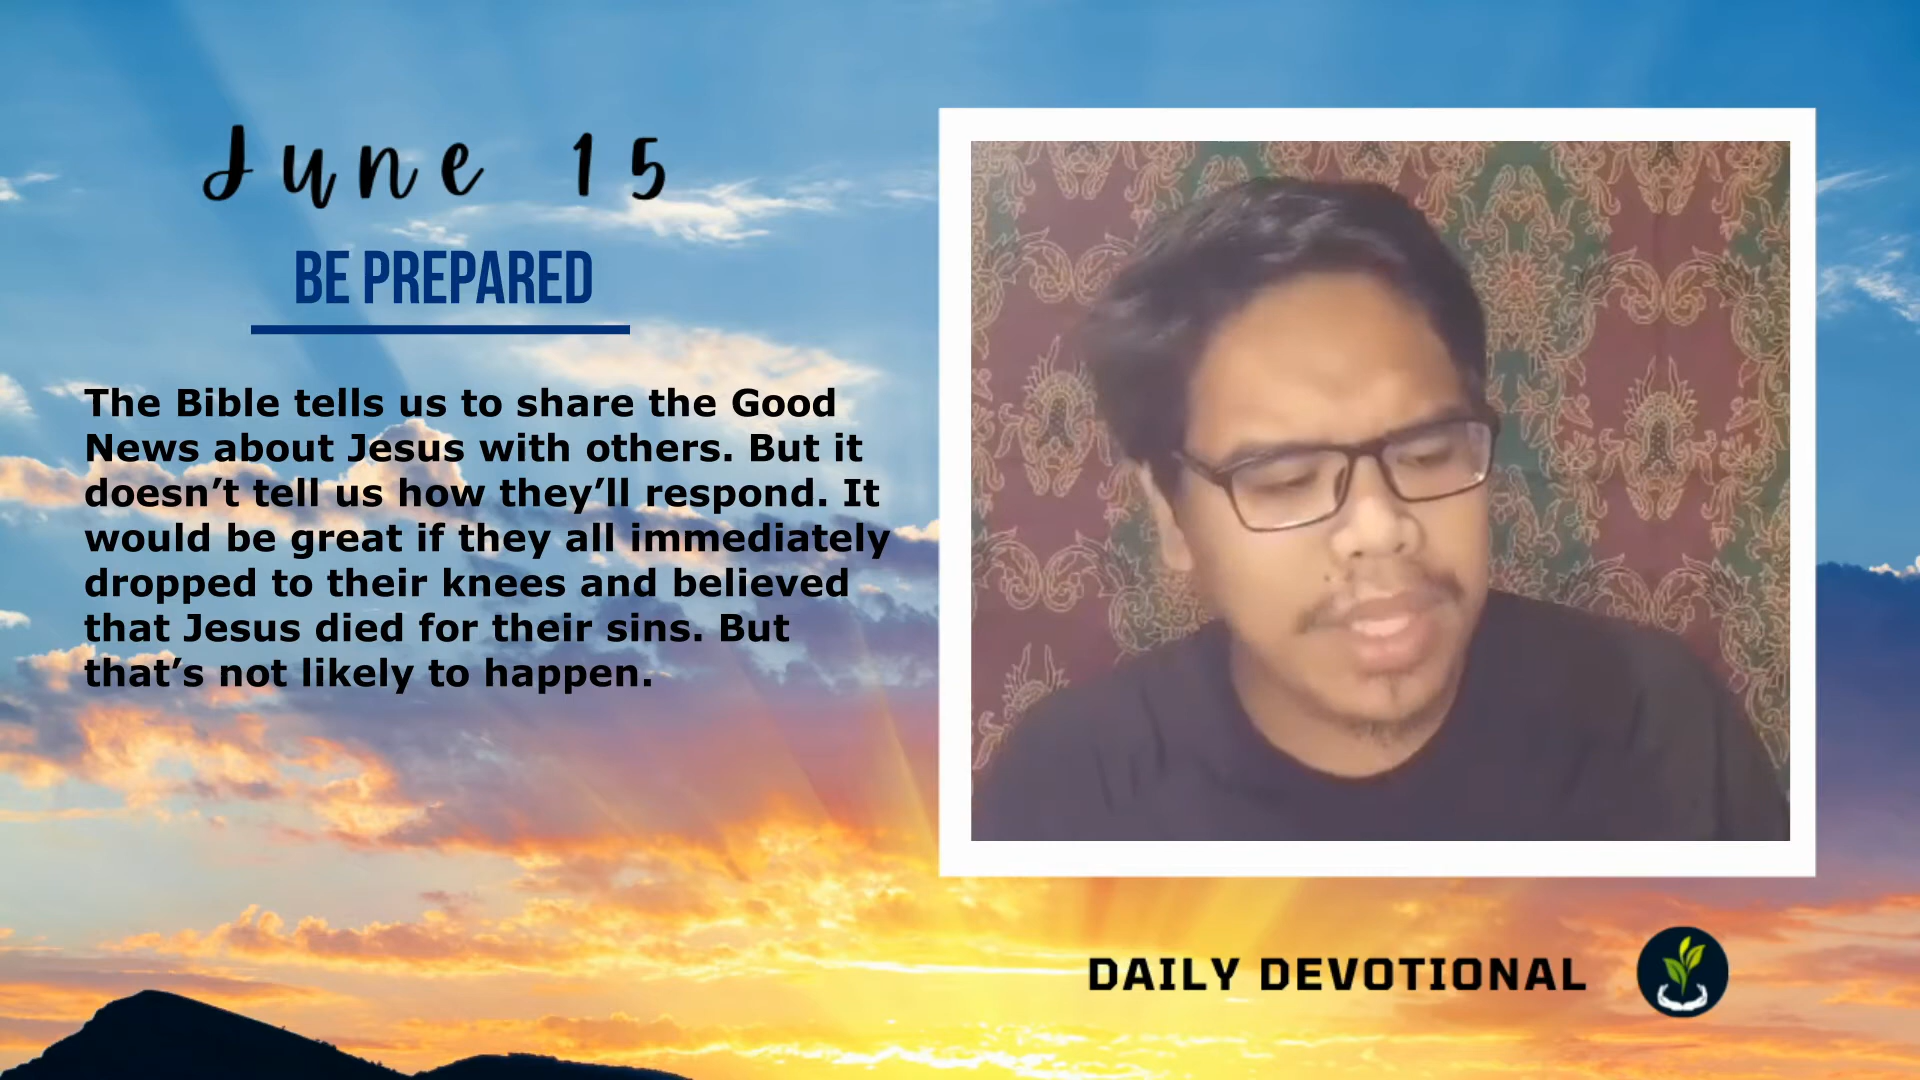 June 15
BE PREPARED
The Bible tells us to share the Good
News about Jesus with others. But it
doesn’t tell us how they’ll respond. It
would be great if they all immediately
dropped to their knees and believed
that Jesus died for their sins. But
that’s not likely to happen.
DAILY DEVOTIONAL